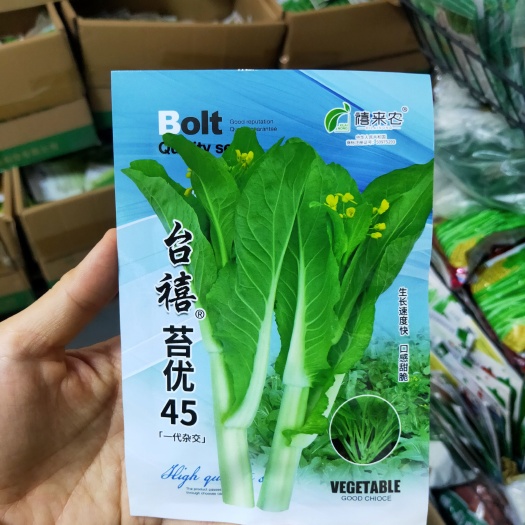 Bolt
Good reputation
Quality se
禧来农®
台禧®
苔优
45
「一代杂交」
生长速度快
口感甜脆
High qu
VEGETABLE
GOOD CHIOCE